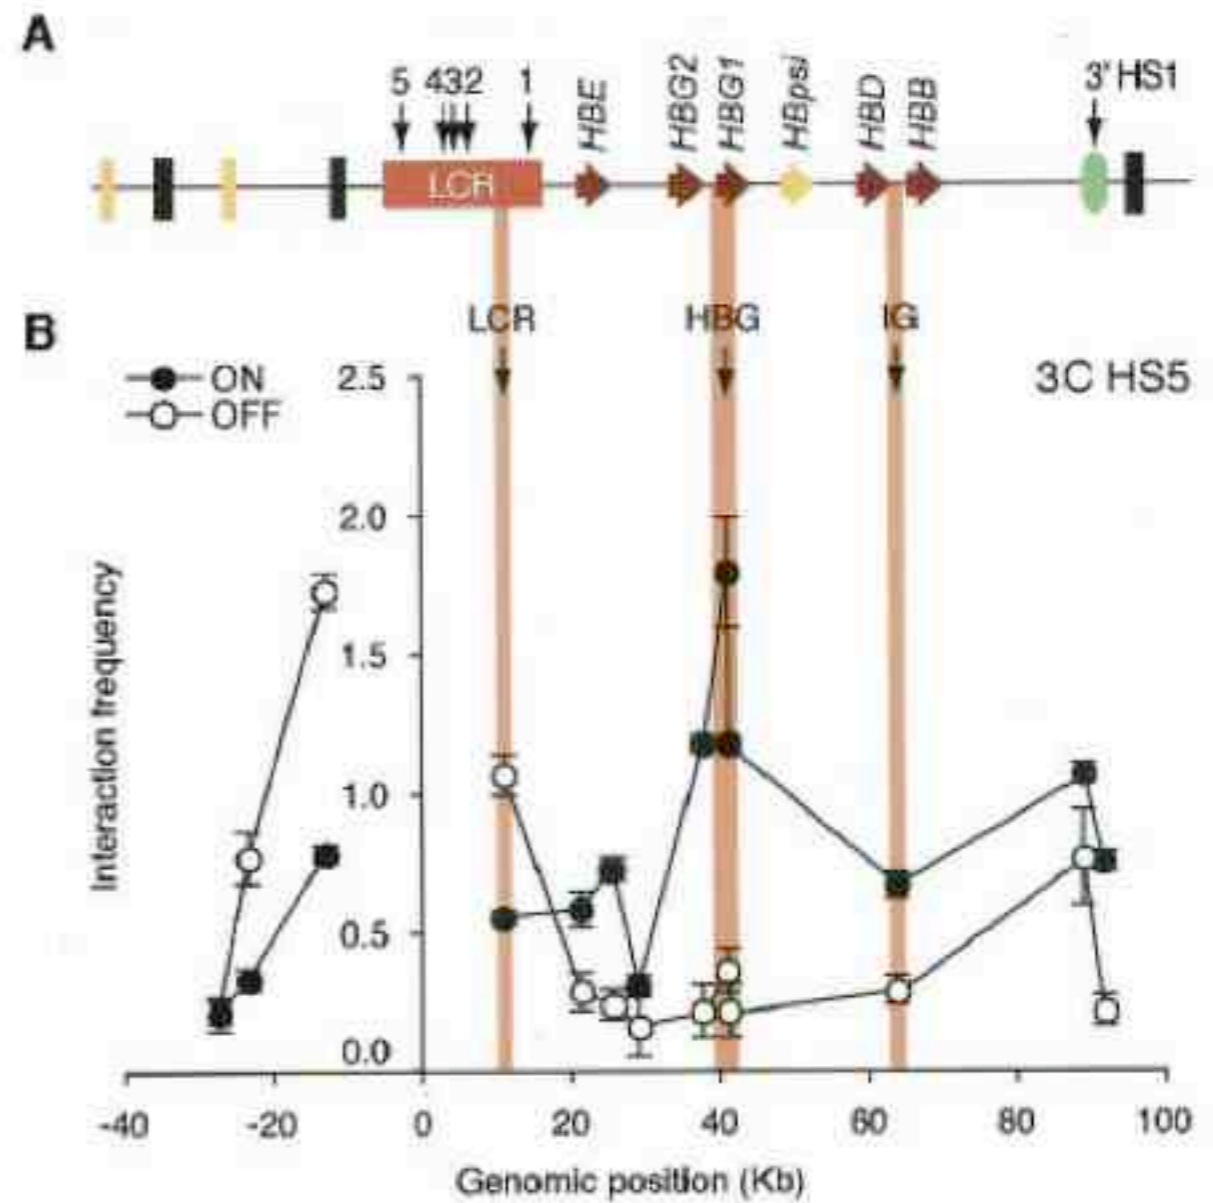 A
5 432 1 HBE HBG2 HBG1 HBpsi HBD HBB 3' HS1
LCR
LCR HBG IG
B
ON
OFF
3C HS5
2.5
2.0
1.5
1.0
0.5
0.0
Interaction frequency
-40 -20 0 20 40 60 80 100
Genomic position (Kb)